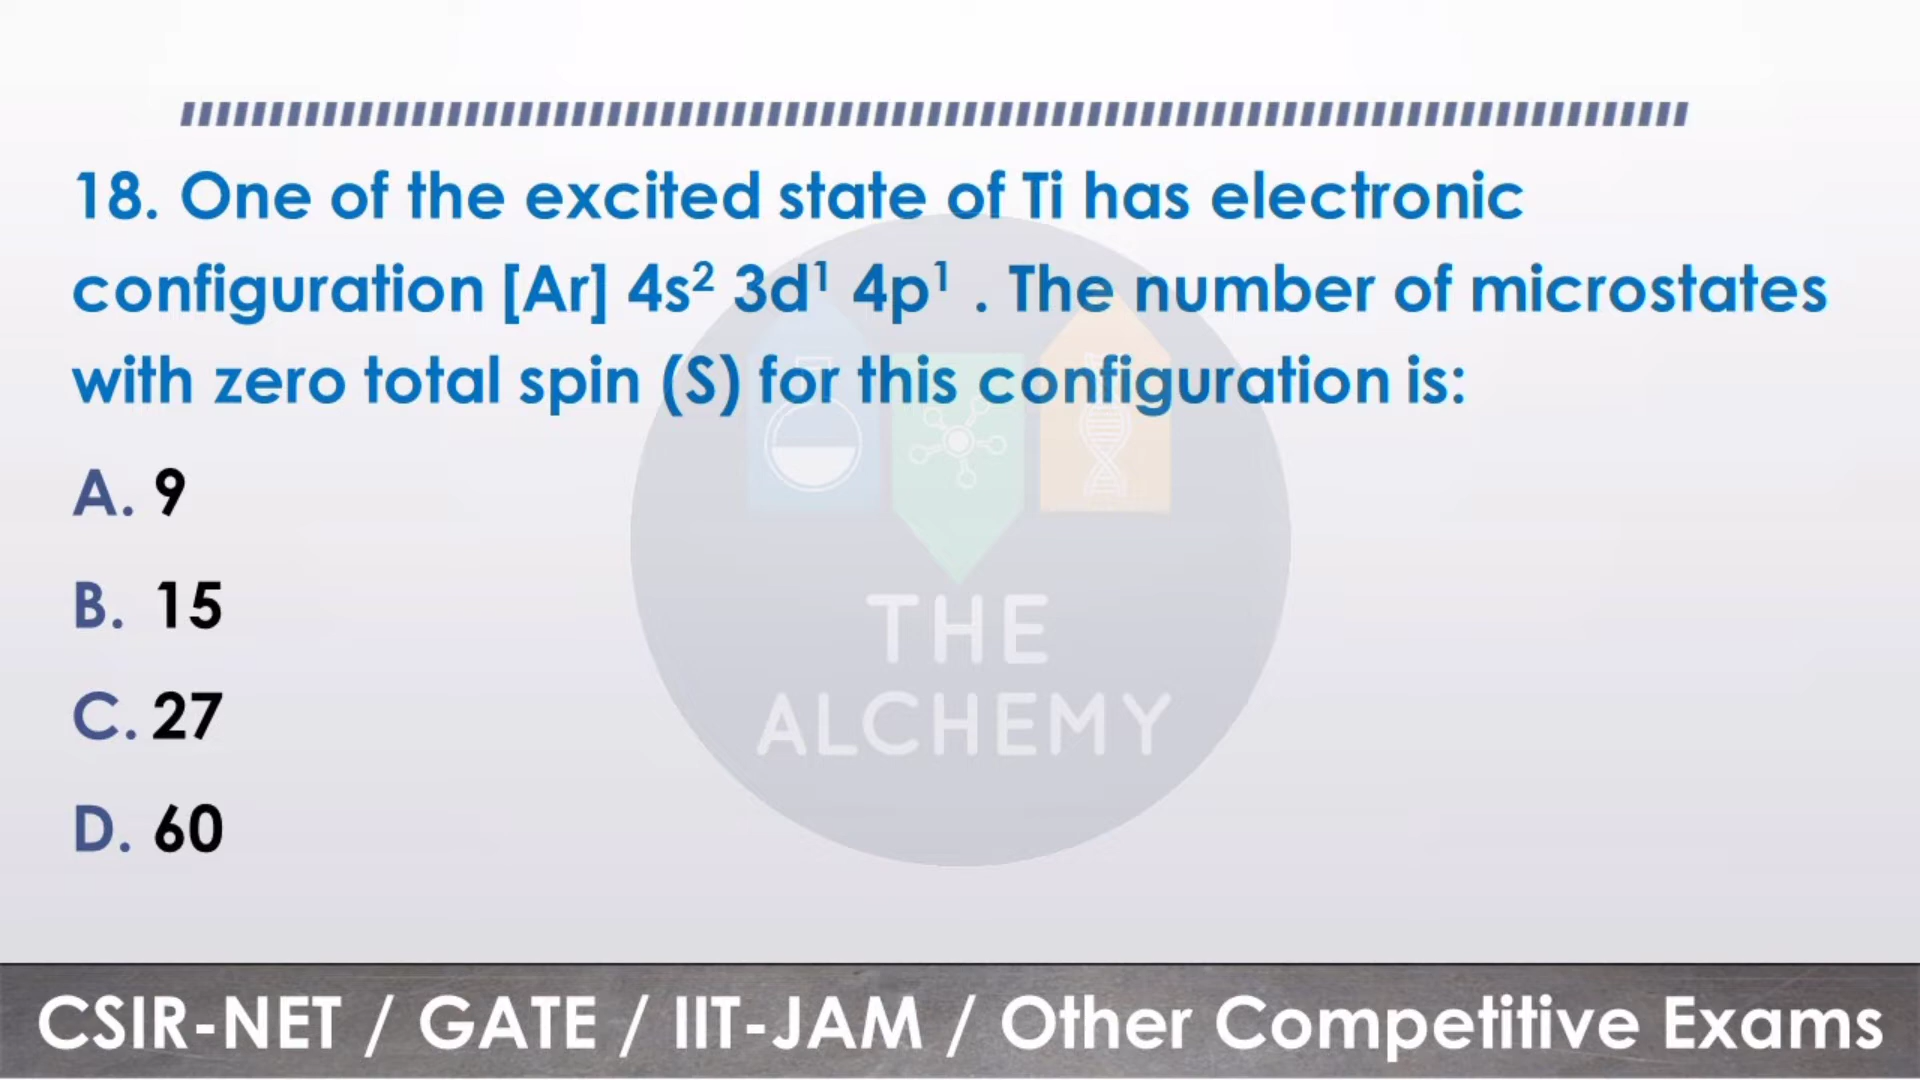 18. One of the excited state of Ti has electronic
configuration [Ar] 4s² 3d¹ 4p¹ . The number of microstates
with zero total spin (S) for this configuration is:
A. 9
B. 15
C. 27
D. 60
THE
ALCHEMY
CSIR-NET / GATE / IIT-JAM / Other Competitive Exams